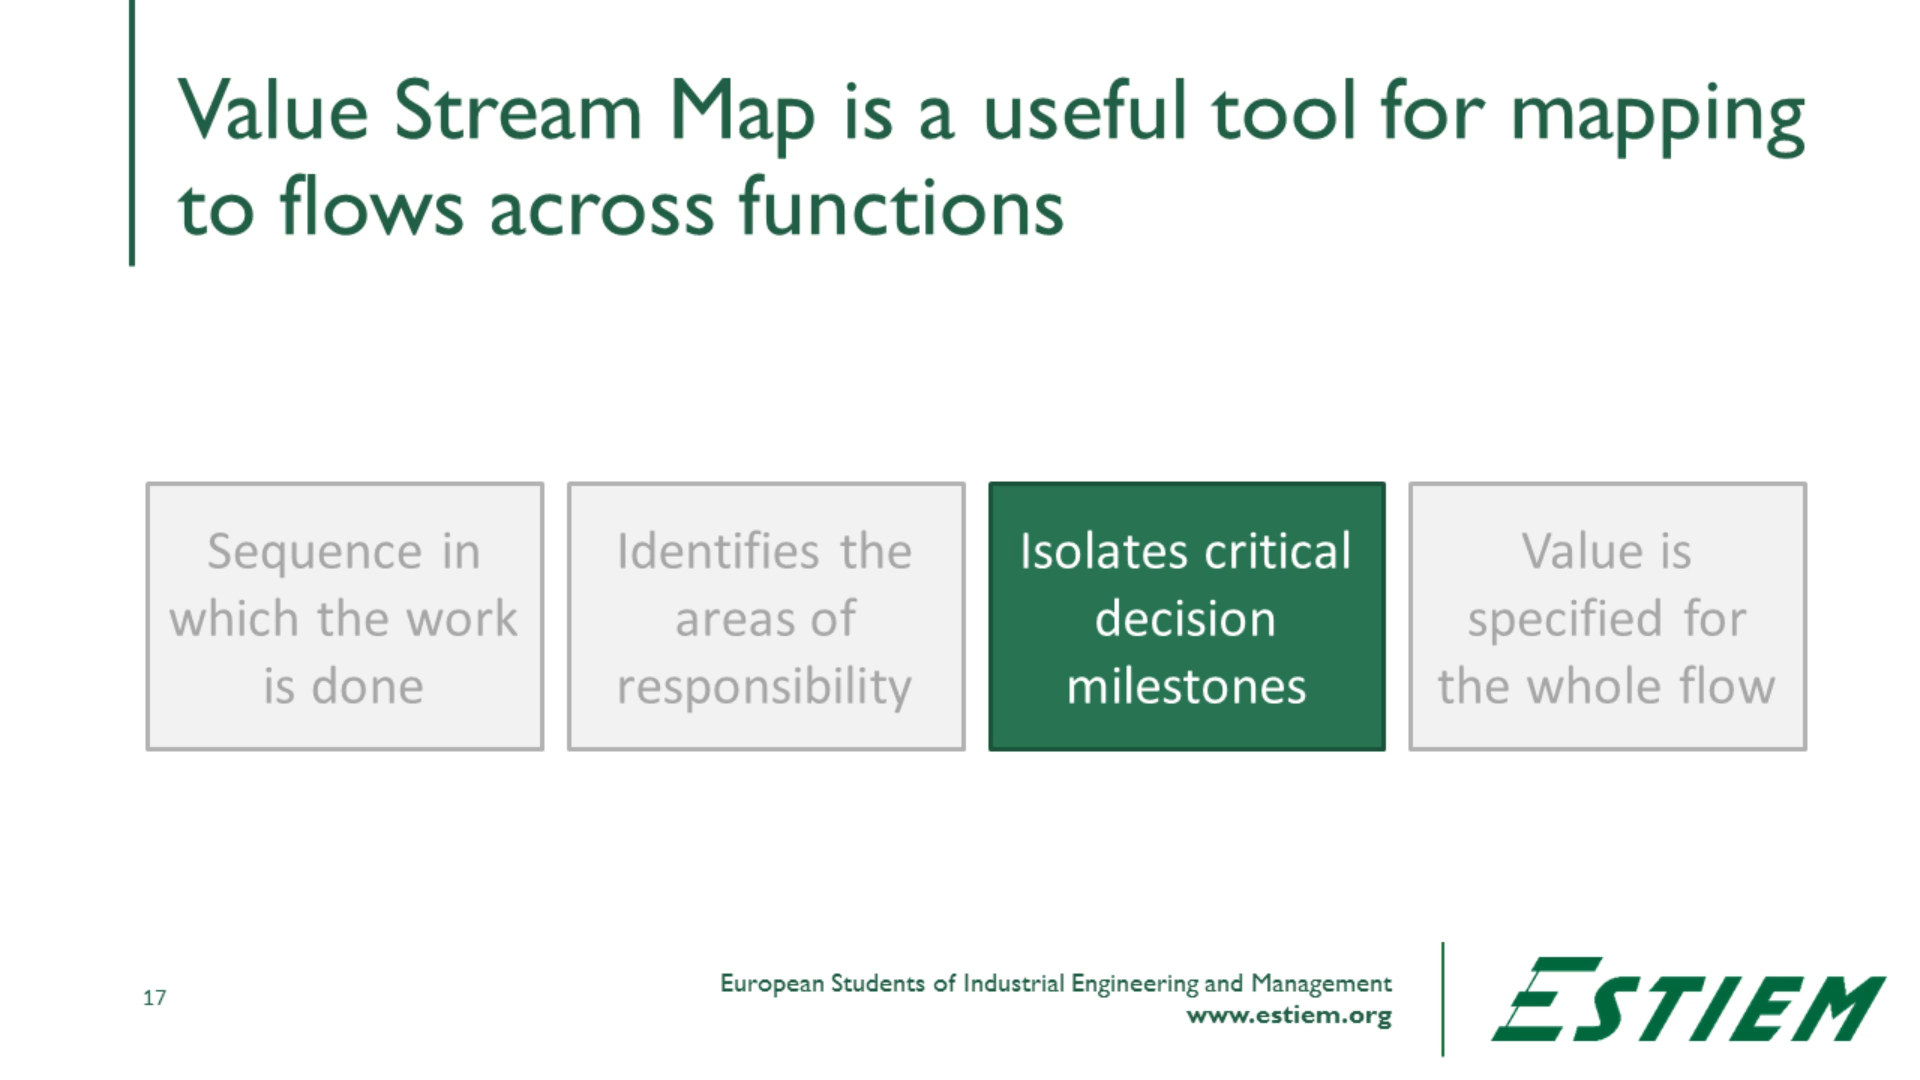 Value Stream Map is a useful tool for mapping
to flows across functions
Sequence in
which the work
is done
Identifies the
areas of
responsibility
Isolates critical
decision
milestones
Value is
specified for
the whole flow
17
European Students of Industrial Engineering and Management
www.estiem.org
ESTIEM